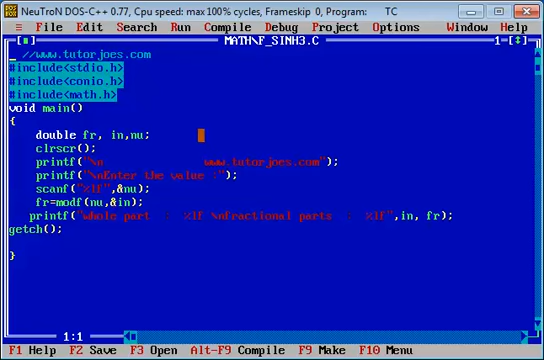 NeuTroN DOS-C++ 0.77, Cpu speed: max 100% cycles, Frameskip 0, Program: TC
≡ File Edit Search Run Compile Debug Project Options Window Help
[■] MATH\F_SINH3.C 1=[↕]
//www.tutorjoes.com
#include<stdio.h>
#include<conio.h>
#include<math.h>
void main()
{
double fr, in,nu;
clrscr();
printf("\n www.tutorjoes.com");
printf("\nEnter the value :");
scanf("%lf",&nu);
fr=modf(nu,&in);
printf("whole part : %lf \nFractional parts : %lf",in, fr);
getch();
}
1:1
F1 Help F2 Save F3 Open Alt-F9 Compile F9 Make F10 Menu